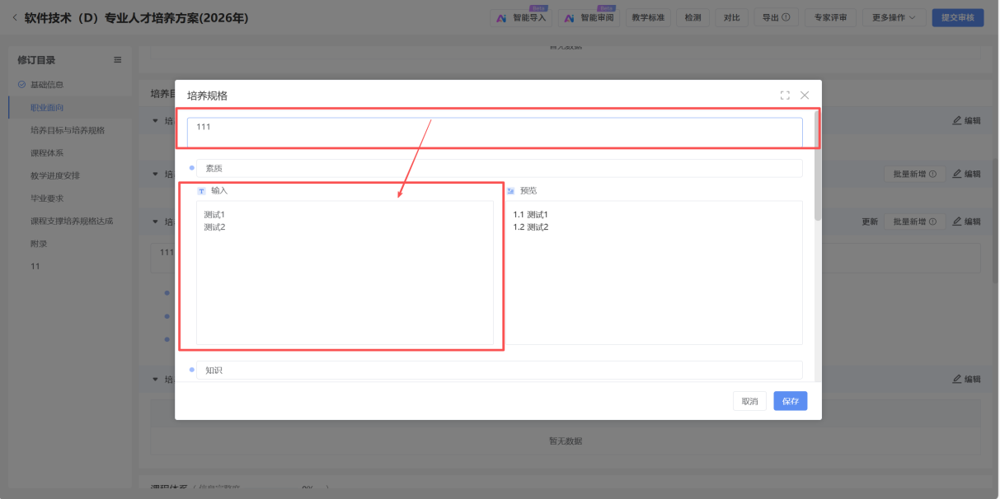 软件技术（D）专业人才培养方案(2026年)
Beta
智能导入
Beta
智能审阅
教学标准
检测
对比
导出
专家评审
更多操作
提交审核
修订目录
基础信息
职业面向
培养目标与培养规格
课程体系
教学进度安排
毕业要求
课程支撑培养规格达成
附录
11
暂无数据
培养目
培
编辑
培
批量新增
编辑
培
更新
批量新增
编辑
111
培
编辑
暂无数据
培养规格
111
素质
输入
预览
测试1
测试2
1.1 测试1
1.2 测试2
知识
取消
保存
课程体系